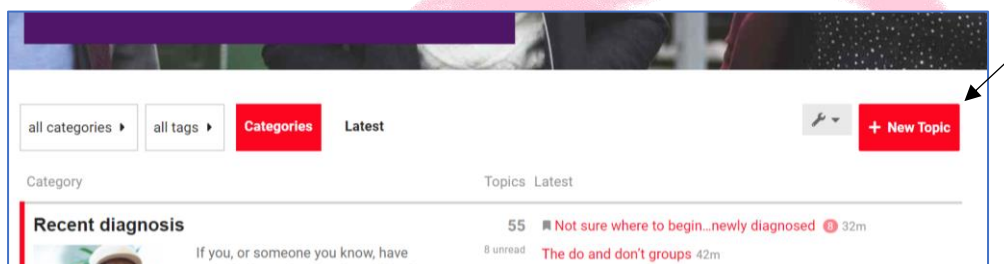 all categories ▸ all tags ▸ Categories Latest + New Topic
Category Topics Latest
Recent diagnosis 55 Not sure where to begin...newly diagnosed 8 32m
If you, or someone you know, have 8 unread The do and don't groups 42m